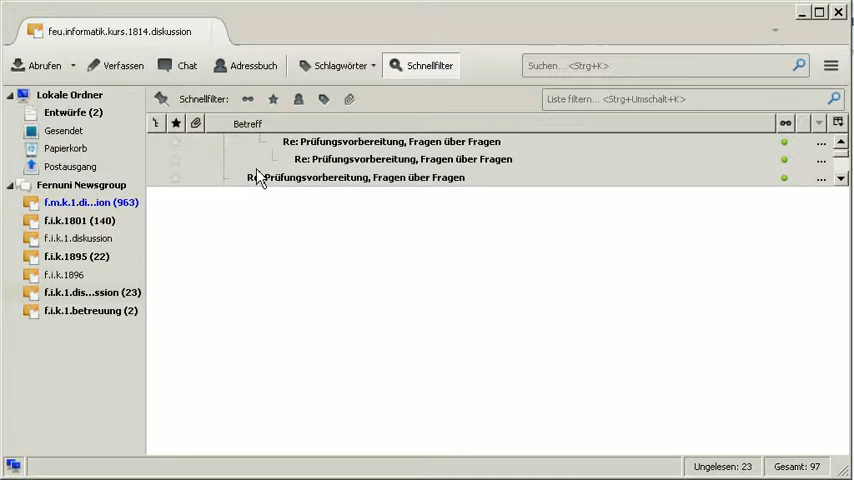 feu.informatik.kurs.1814.diskussion
Abrufen Verfassen Chat Adressbuch Schlagwörter Schnellfilter Suchen... <Strg+K>
Lokale Ordner Schnellfilter: Liste filtern... <Strg+Umschalt+K>
Entwürfe (2)
Betreff
Gesendet
Re: Prüfungsvorbereitung, Fragen über Fragen ...
Papierkorb
Re: Prüfungsvorbereitung, Fragen über Fragen ...
Postausgang
Re: Prüfungsvorbereitung, Fragen über Fragen ...
Fernuni Newsgroup
f.m.k.1.di...ion (963)
f.i.k.1801 (140)
f.i.k.1.diskussion
f.i.k.1895 (22)
f.i.k.1896
f.i.k.1.dis...ssion (23)
f.i.k.1.betreuung (2)
Ungelesen: 23 Gesamt: 97